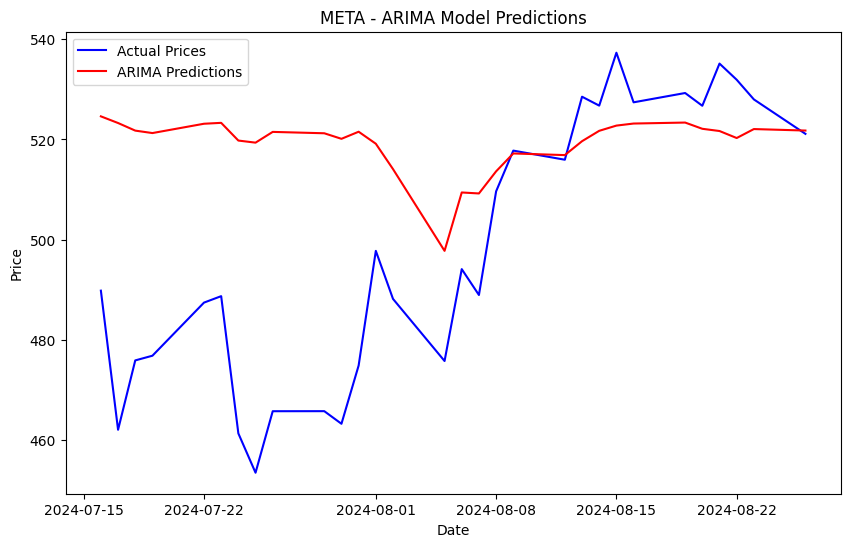 META - ARIMA Model Predictions
Actual Prices
ARIMA Predictions
Price
540
520
500
480
460
2024-07-15
2024-07-22
2024-08-01
2024-08-08
2024-08-15
2024-08-22
Date